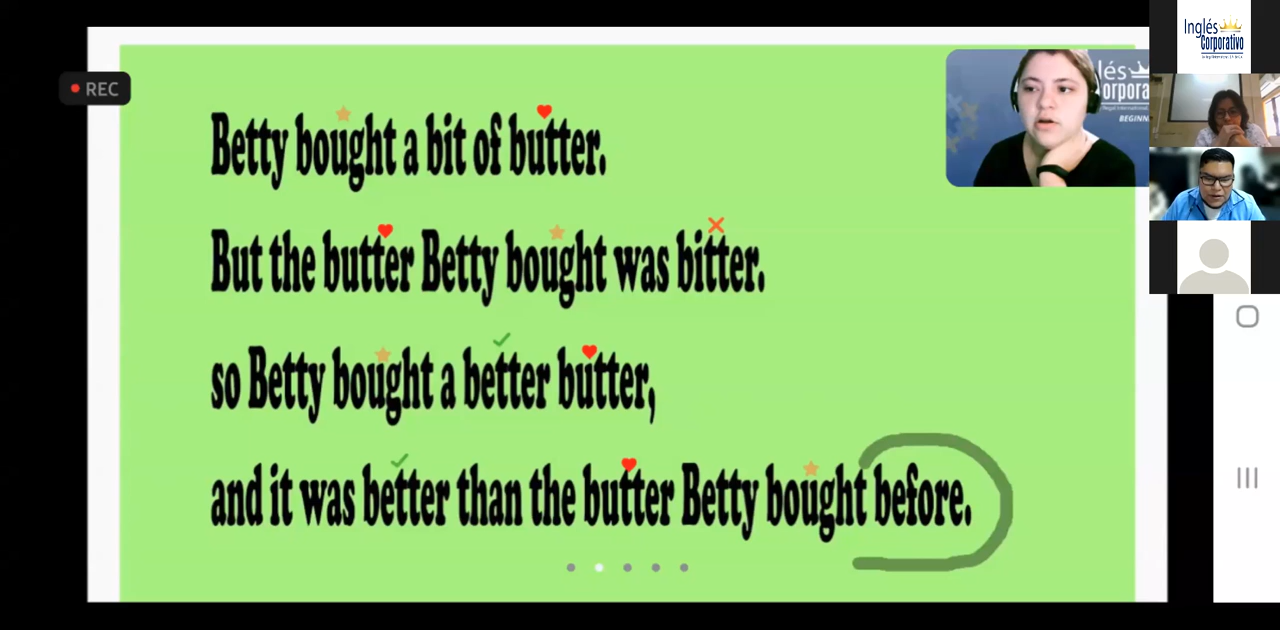 REC
Betty bought a bit of butter.
But the butter Betty bought was bitter.
so Betty bought a better butter,
and it was better than the butter Betty bought before.
Inglés
Corporativo